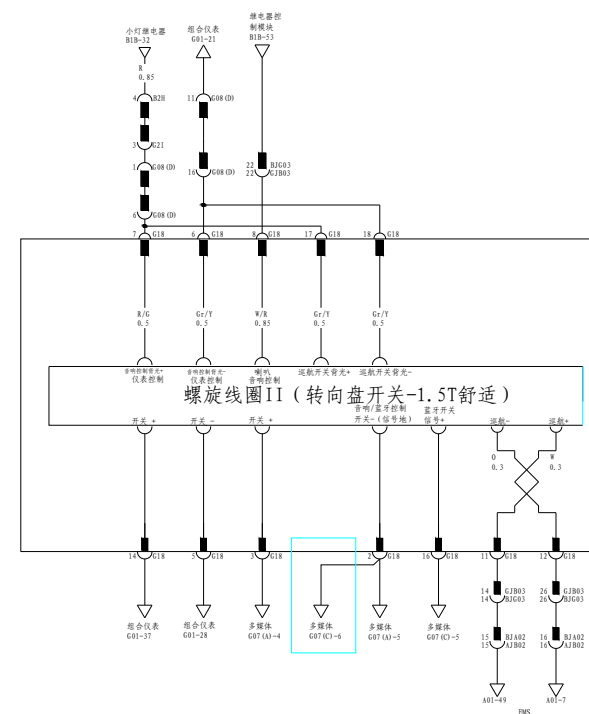 小灯继电器
B1B-32
组合仪表
G01-21
继电器控
制模块
B1B-53
R
0.85
4 B2H
11 G08(D)
3 G2I
1 G08(D)
16 G08(D)
22 BJG03
22 GJB03
6 G08(D)
7 G18
6 G18
8 G18
17 G18
18 G18
R/G
0.5
Gr/Y
0.5
W/R
0.85
Gr/Y
0.5
Gr/Y
0.5
音响控制背光+
仪表控制
音响控制背光-
仪表控制
喇叭
音响控制
巡航开关背光+
巡航开关背光-
螺旋线圈II(转向盘开关-1.5T舒适)
开关 +
开关 -
开关 +
音响/蓝牙控制
开关-(信号地)
蓝牙开关
信号+
巡航-
巡航+
O
0.3
W
0.3
14 G18
5 G18
3 G18
2 G18
16 G18
11 G18
12 G18
14 GJB03
14 BJG03
26 GJB03
26 BJG03
组合仪表
G01-37
组合仪表
G01-28
多媒体
G07(A)-4
多媒体
G07(C)-6
多媒体
G07(A)-5
多媒体
G07(C)-5
15 BJA02
15 AJB02
16 BJA02
16 AJB02
A01-49
A01-7
EMS